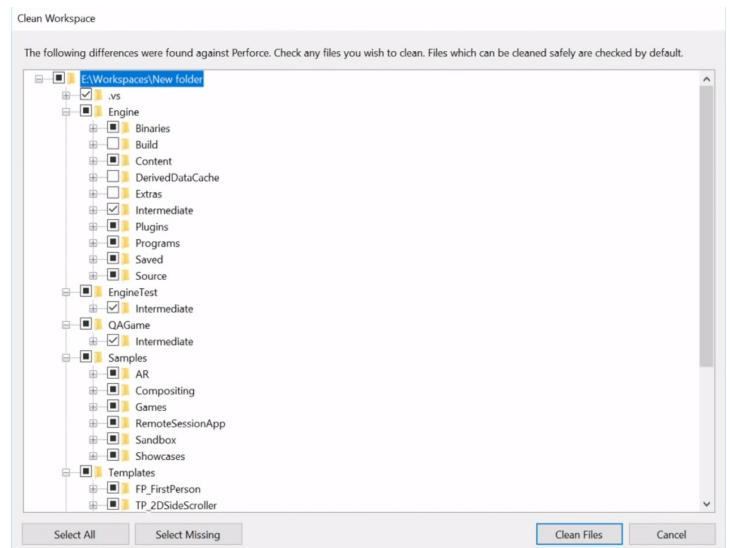 Clean Workspace
The following differences were found against Perforce. Check any files you wish to clean. Files which can be cleaned safely are checked by default.
E:\Workspaces\New folder
.vs
Engine
Binaries
Build
Content
DerivedDataCache
Extras
Intermediate
Plugins
Programs
Saved
Source
EngineTest
Intermediate
QAGame
Intermediate
Samples
AR
Compositing
Games
RemoteSessionApp
Sandbox
Showcases
Templates
FP_FirstPerson
TP_2DSideScroller
Select All Select Missing Clean Files Cancel